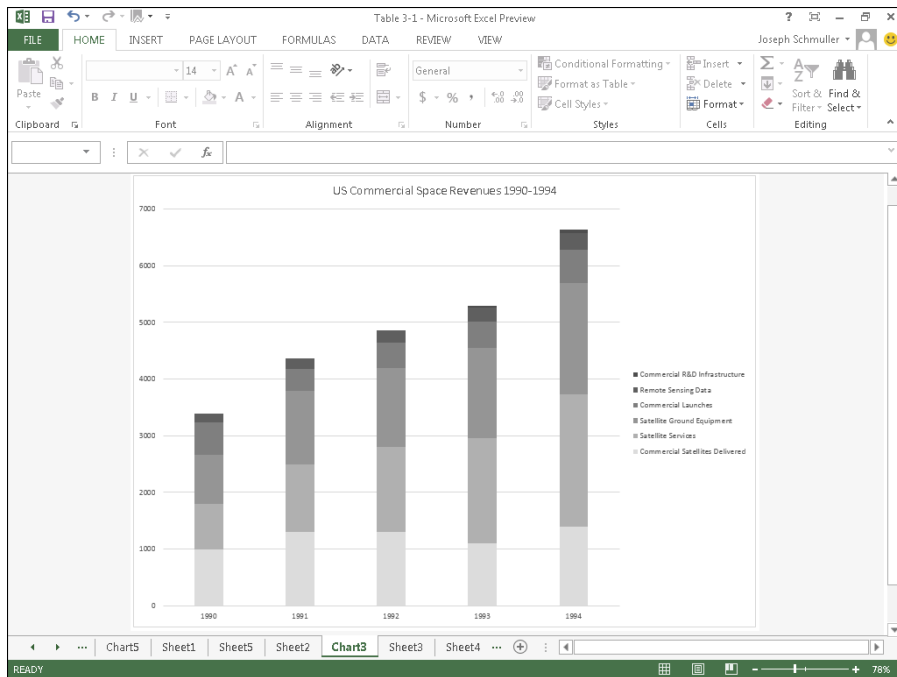 Table 3-1 - Microsoft Excel Preview
FILE HOME INSERT PAGE LAYOUT FORMULAS DATA REVIEW VIEW Joseph Schmuller
Paste
14 A A
B I U A
General
$ % , .0 .00 .00 .0
Conditional Formatting
Format as Table
Cell Styles
Insert
Delete
Format
Sort & Filter
Find & Select
Clipboard Font Alignment Number Styles Cells Editing
fx
US Commercial Space Revenues 1990-1994
7000
6000
5000
4000
3000
2000
1000
0
1990 1991 1992 1993 1994
Commercial R&D Infrastructure
Remote Sensing Data
Commercial Launches
Satellite Ground Equipment
Satellite Services
Commercial Satellites Delivered
... Chart5 Sheet1 Sheet5 Sheet2 Chart3 Sheet3 Sheet4 ...
READY 78%